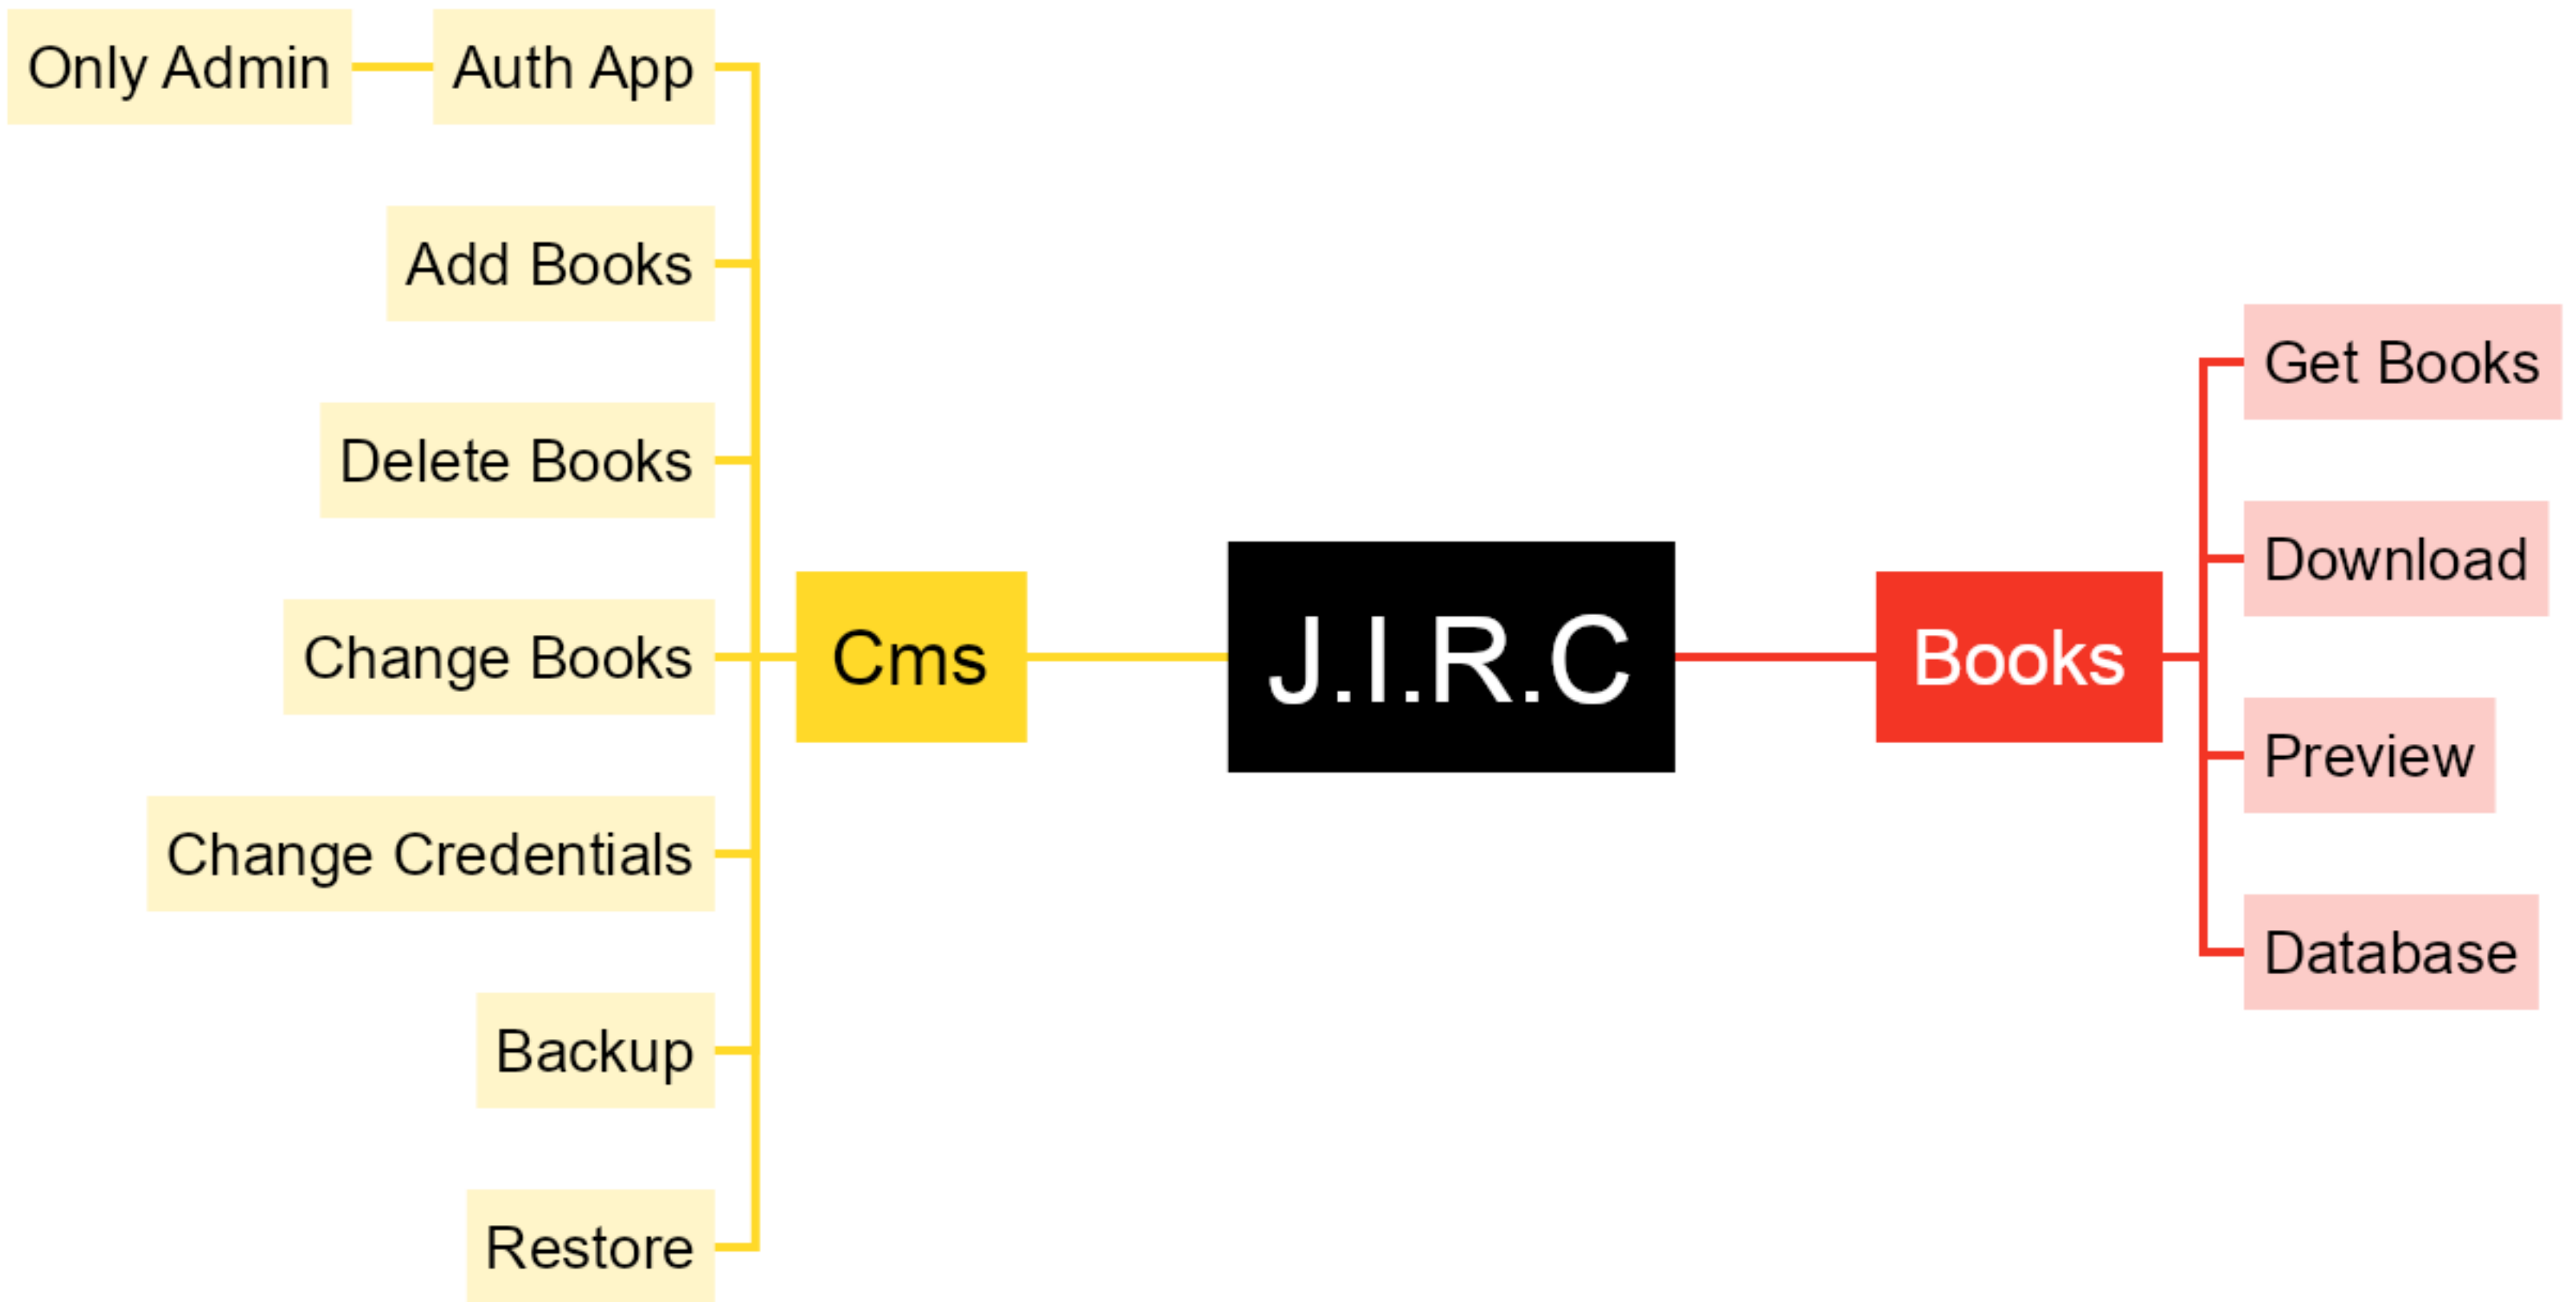 Only Admin
Auth App
Add Books
Delete Books
Change Books
Change Credentials
Backup
Restore
Cms
J.I.R.C
Books
Get Books
Download
Preview
Database